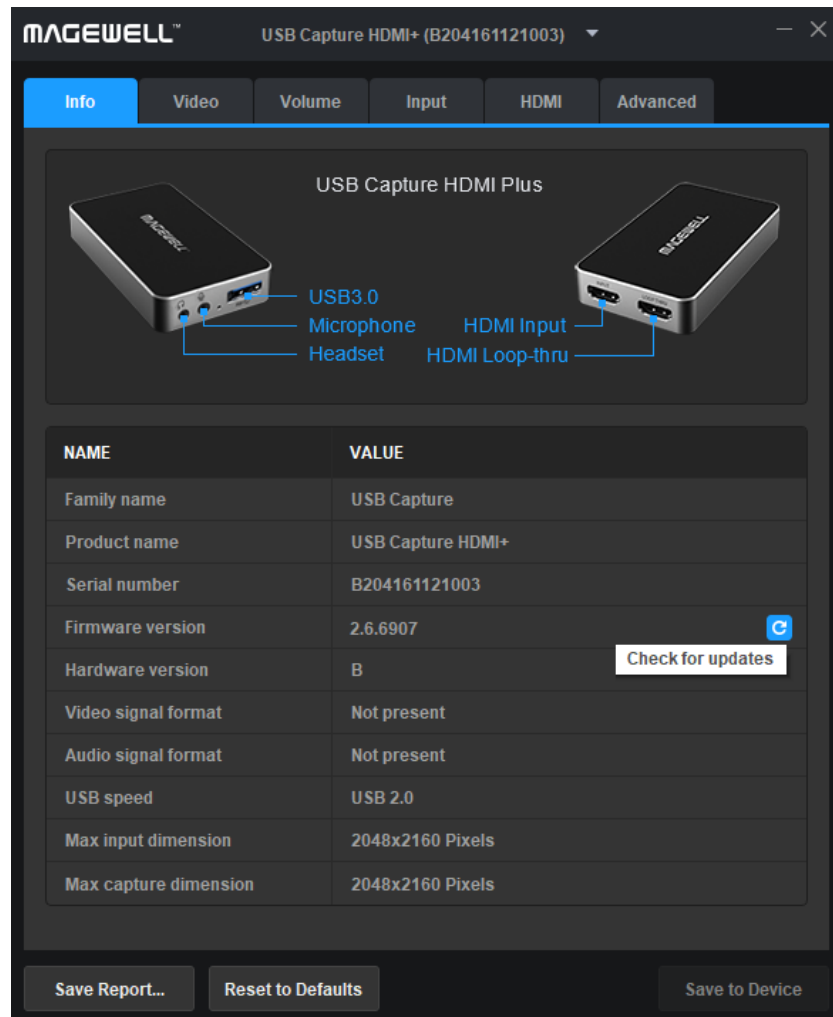 MAGEWELL™ USB Capture HDMI+ (B204161121003)
Info Video Volume Input HDMI Advanced
USB Capture HDMI Plus
MAGEWELL
MAGEWELL
USB3.0
Microphone HDMI Input
Headset HDMI Loop-thru
NAME VALUE
Family name USB Capture
Product name USB Capture HDMI+
Serial number B204161121003
Firmware version 2.6.6907
Check for updates
Hardware version B
Video signal format Not present
Audio signal format Not present
USB speed USB 2.0
Max input dimension 2048x2160 Pixels
Max capture dimension 2048x2160 Pixels
Save Report... Reset to Defaults Save to Device